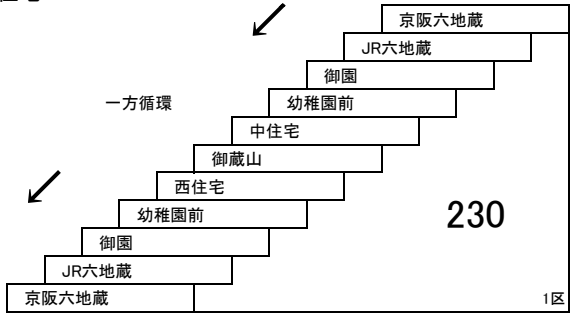 京阪六地蔵
JR六地蔵
御園
一方循環
幼稚園前
中住宅
御蔵山
西住宅
幼稚園前
230
御園
JR六地蔵
京阪六地蔵
1区